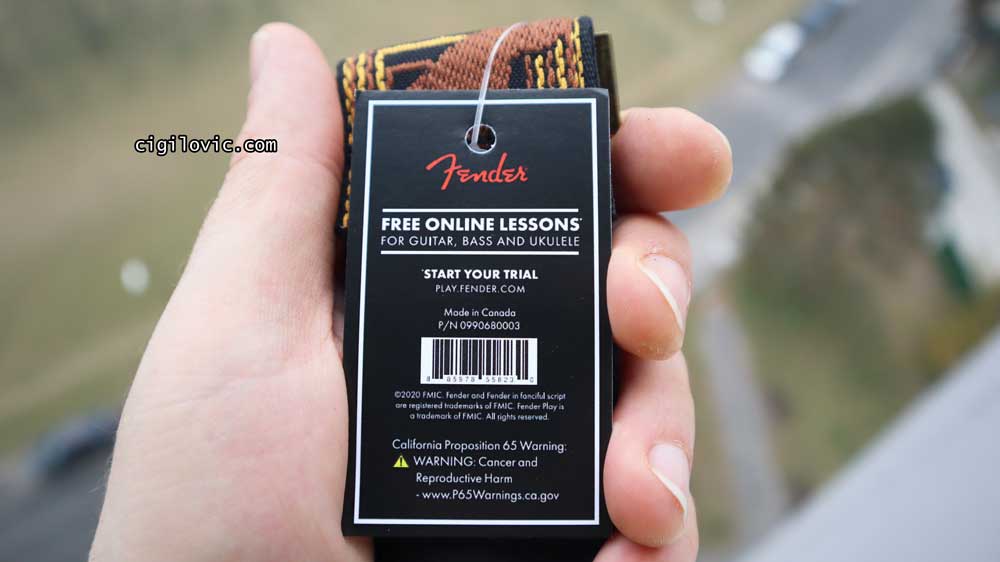 cigilovic.com
Fender
FREE ONLINE LESSONS*
FOR GUITAR, BASS AND UKULELE
*START YOUR TRIAL
PLAY.FENDER.COM
Made in Canada
P/N 0990680003
©2020 FMIC. Fender and Fender in fanciful script
are registered trademarks of FMIC. Fender Play is
a trademark of FMIC. All rights reserved.
California Proposition 65 Warning:
WARNING: Cancer and
Reproductive Harm
- www.P65Warnings.ca.gov